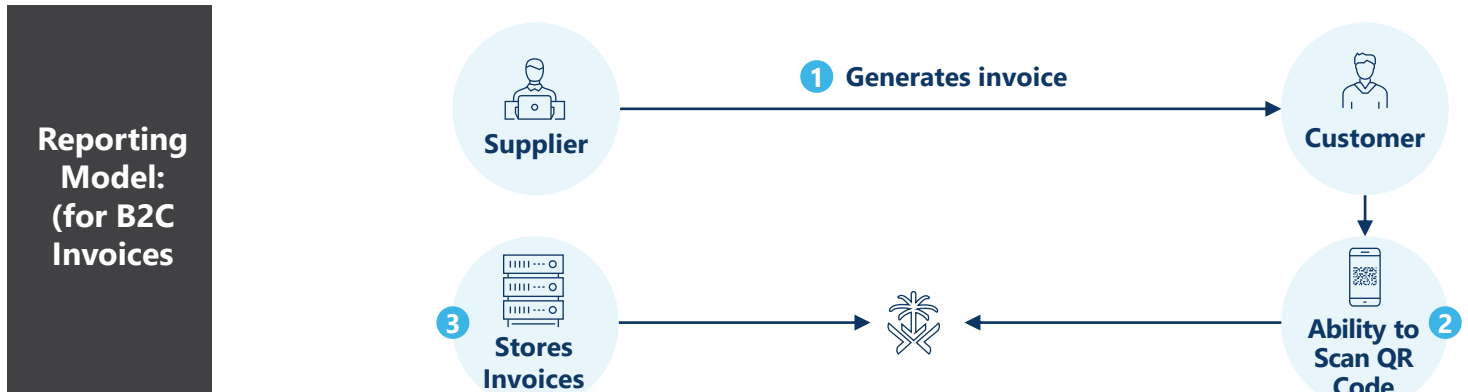 Reporting
Model:
(for B2C
Invoices
1 Generates invoice
Supplier
Customer
3
Stores
Invoices
Ability to
Scan QR
Code
2